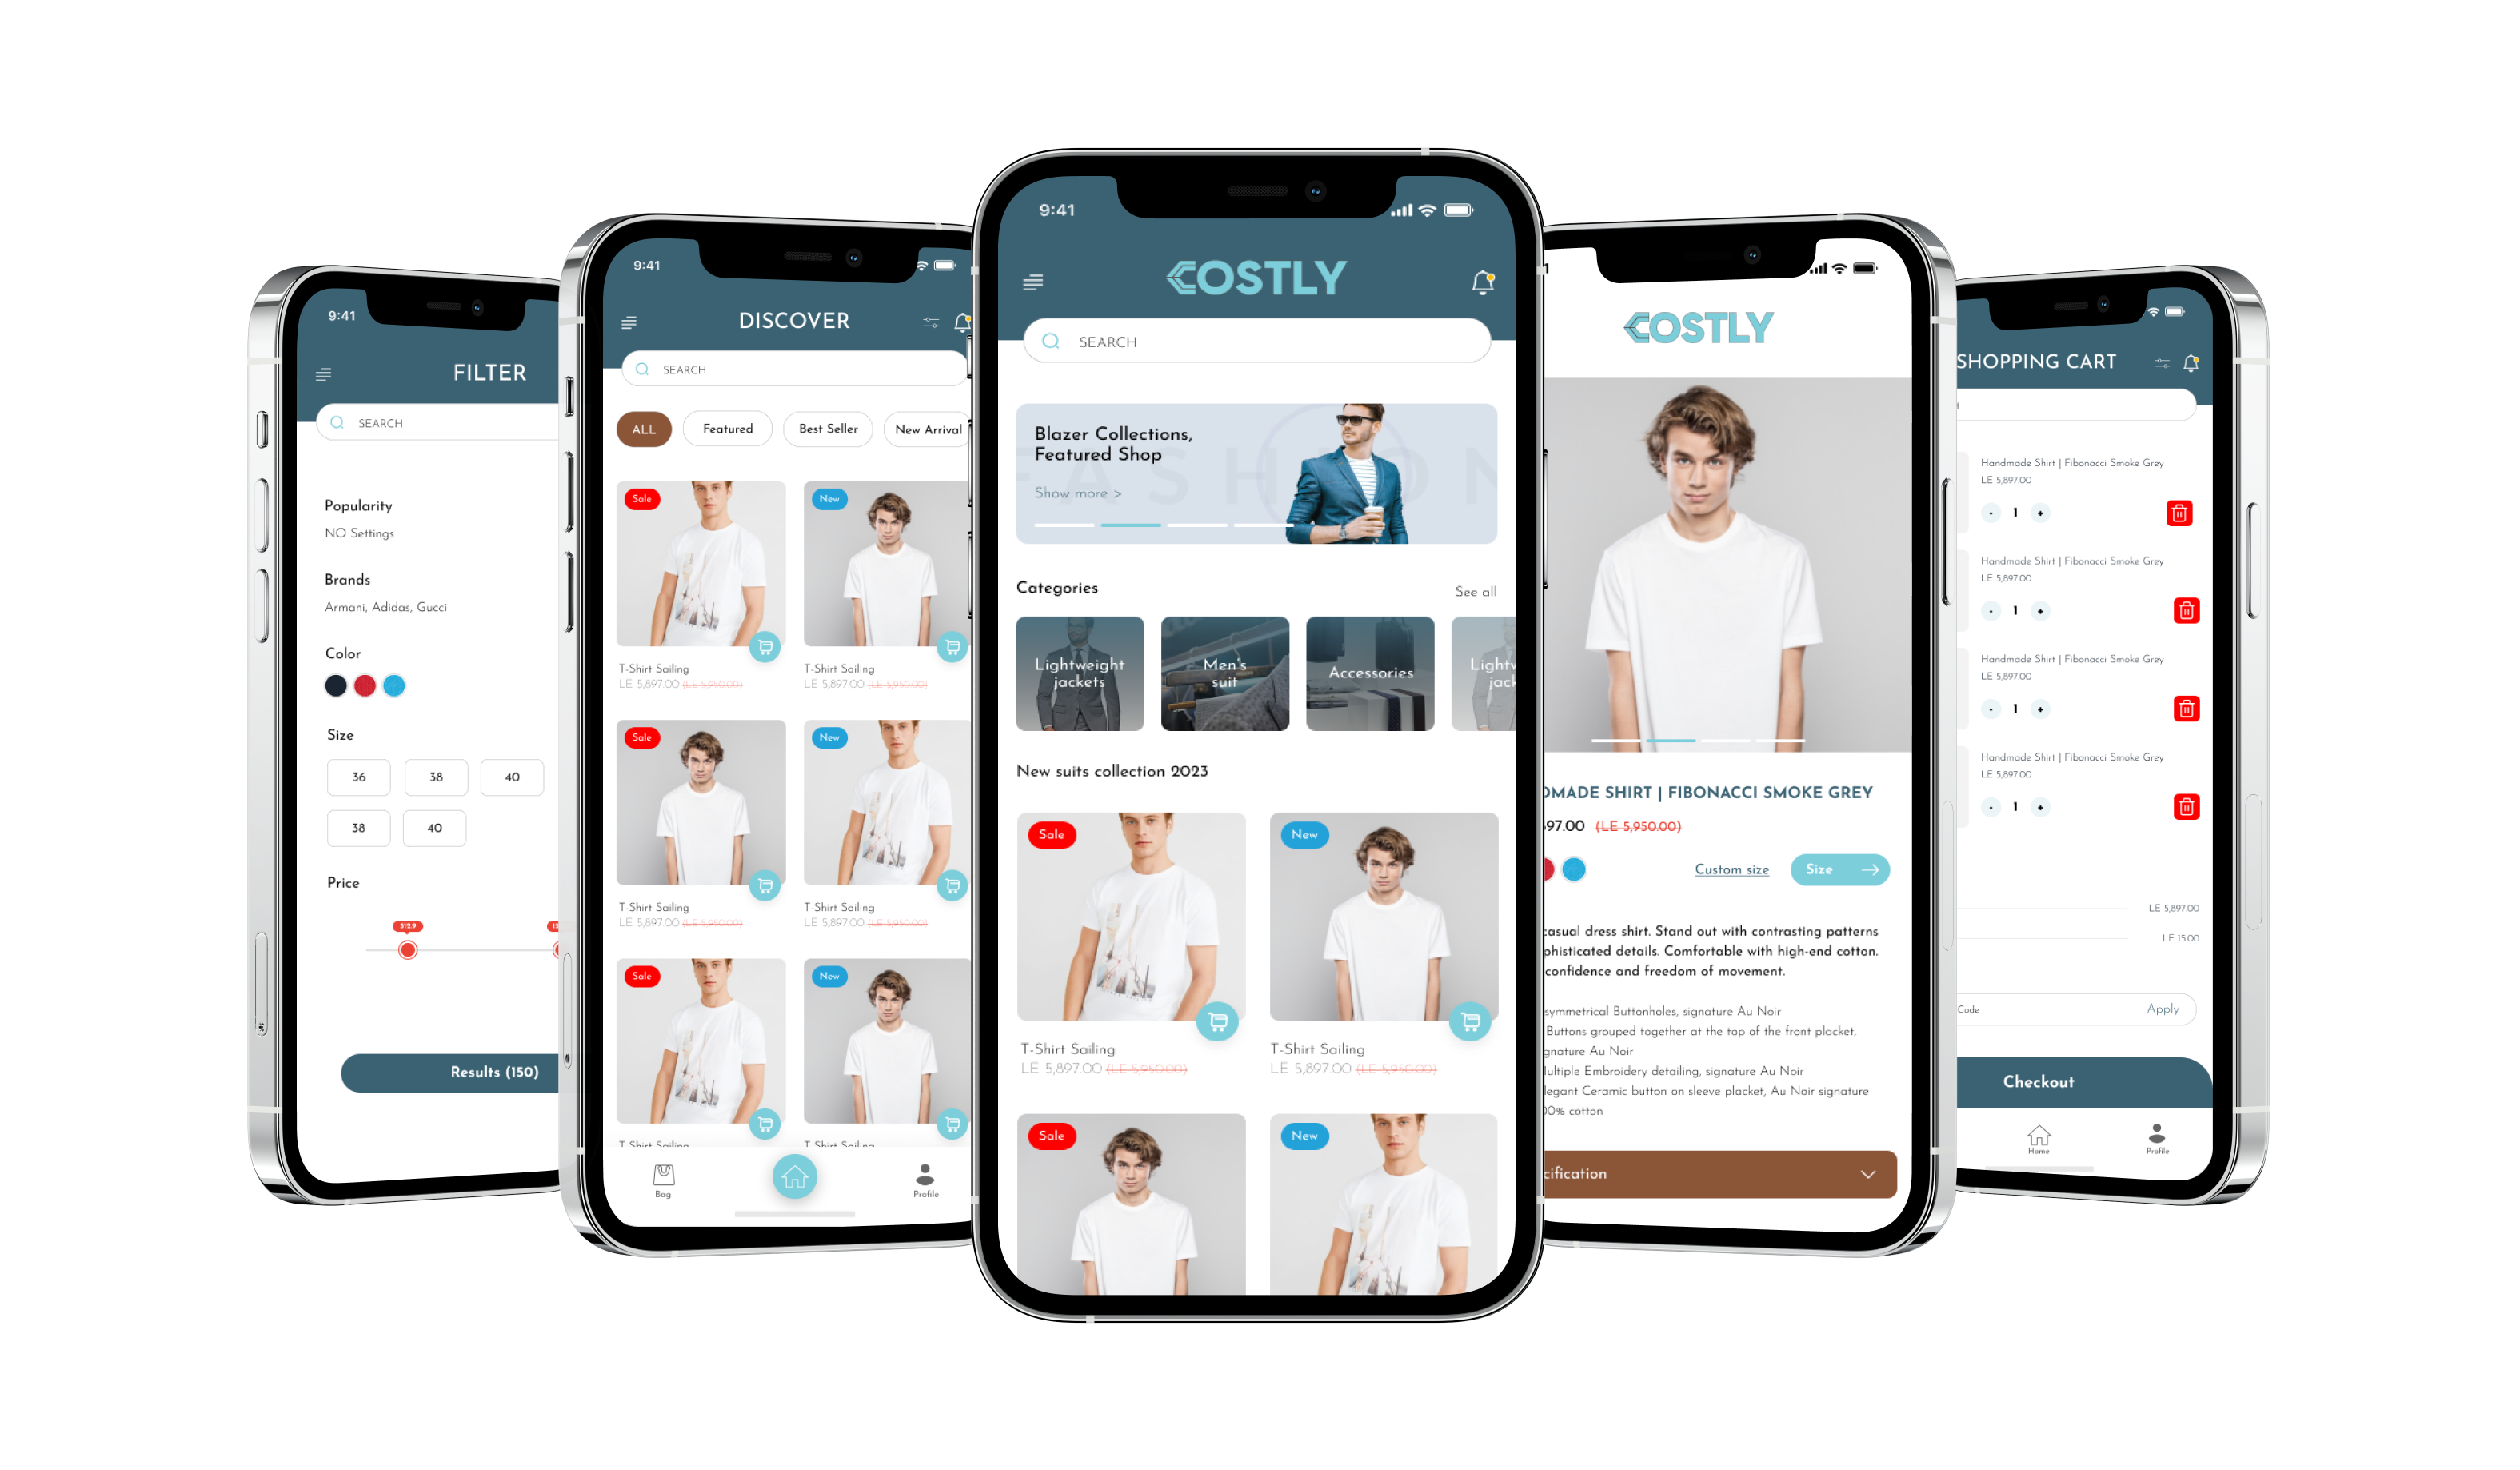 9:41
FILTER
SEARCH
Popularity
NO Settings
Brands
Armani, Adidas, Gucci
Color
Size
36 38 40
38 40
Price
$12.9
Results (150)
9:41
DISCOVER
SEARCH
ALL Featured Best Seller New Arrival
Sale New
T-Shirt Sailing T-Shirt Sailing
LE 5,897.00 (LE 5,950.00) LE 5,897.00 (LE 5,950.00)
Sale New
T-Shirt Sailing T-Shirt Sailing
LE 5,897.00 (LE 5,950.00) LE 5,897.00 (LE 5,950.00)
Sale New
T-Shirt Sailing T-Shirt Sailing
Bag Profile
9:41
COSTLY
SEARCH
FASHION
Blazer Collections,
Featured Shop
Show more >
Categories See all
Lightweight
jackets
Men's
suit
Accessories
Lightw
jack
New suits collection 2023
Sale New
T-Shirt Sailing T-Shirt Sailing
LE 5,897.00 (LE 5,950.00) LE 5,897.00 (LE 5,950.00)
Sale New
COSTLY
OMADE SHIRT | FIBONACCI SMOKE GREY
897.00 (LE 5,950.00)
Custom size Size
casual dress shirt. Stand out with contrasting patterns
phisticated details. Comfortable with high-end cotton.
confidence and freedom of movement.
symmetrical Buttonholes, signature Au Noir
Buttons grouped together at the top of the front placket,
gnature Au Noir
Multiple Embroidery detailing, signature Au Noir
legant Ceramic button on sleeve placket, Au Noir signature
00% cotton
cification
SHOPPING CART
Handmade Shirt | Fibonacci Smoke Grey
LE 5,897.00
- 1 +
Handmade Shirt | Fibonacci Smoke Grey
LE 5,897.00
- 1 +
Handmade Shirt | Fibonacci Smoke Grey
LE 5,897.00
- 1 +
Handmade Shirt | Fibonacci Smoke Grey
LE 5,897.00
- 1 +
LE 5,897.00
LE 15.00
Code Apply
Checkout
Home Profile